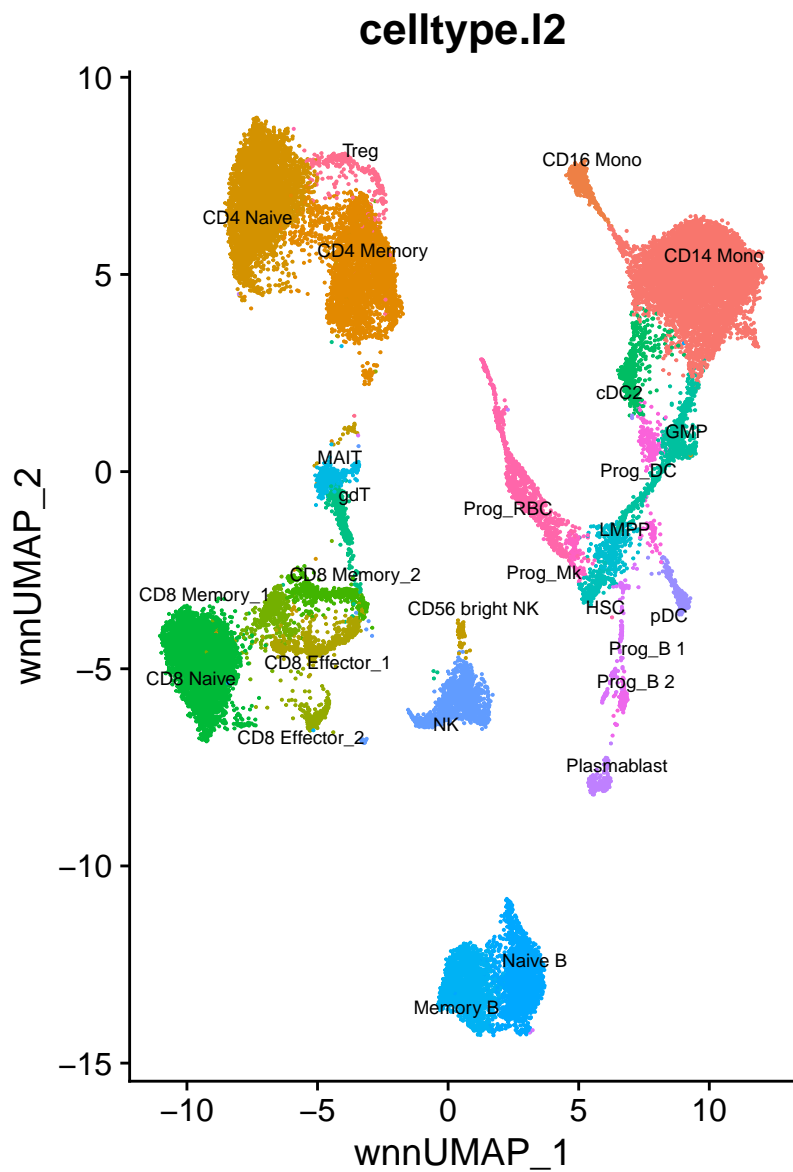 celltype.l2
10
5
0
−5
−10
−15
wnnUMAP_2
Treg
CD16 Mono
CD4 Naive
CD4 Memory
CD14 Mono
cDC2
GMP
MAIT
Prog_DC
gdT
Prog_RBC
LMPP
Prog_Mk
CD8 Memory_2
CD8 Memory_1
CD56 bright NK
HSC
pDC
Prog_B 1
CD8 Effector_1
CD8 Naive
Prog_B 2
NK
CD8 Effector_2
Plasmablast
Naive B
Memory B
−10 −5 0 5 10
wnnUMAP_1